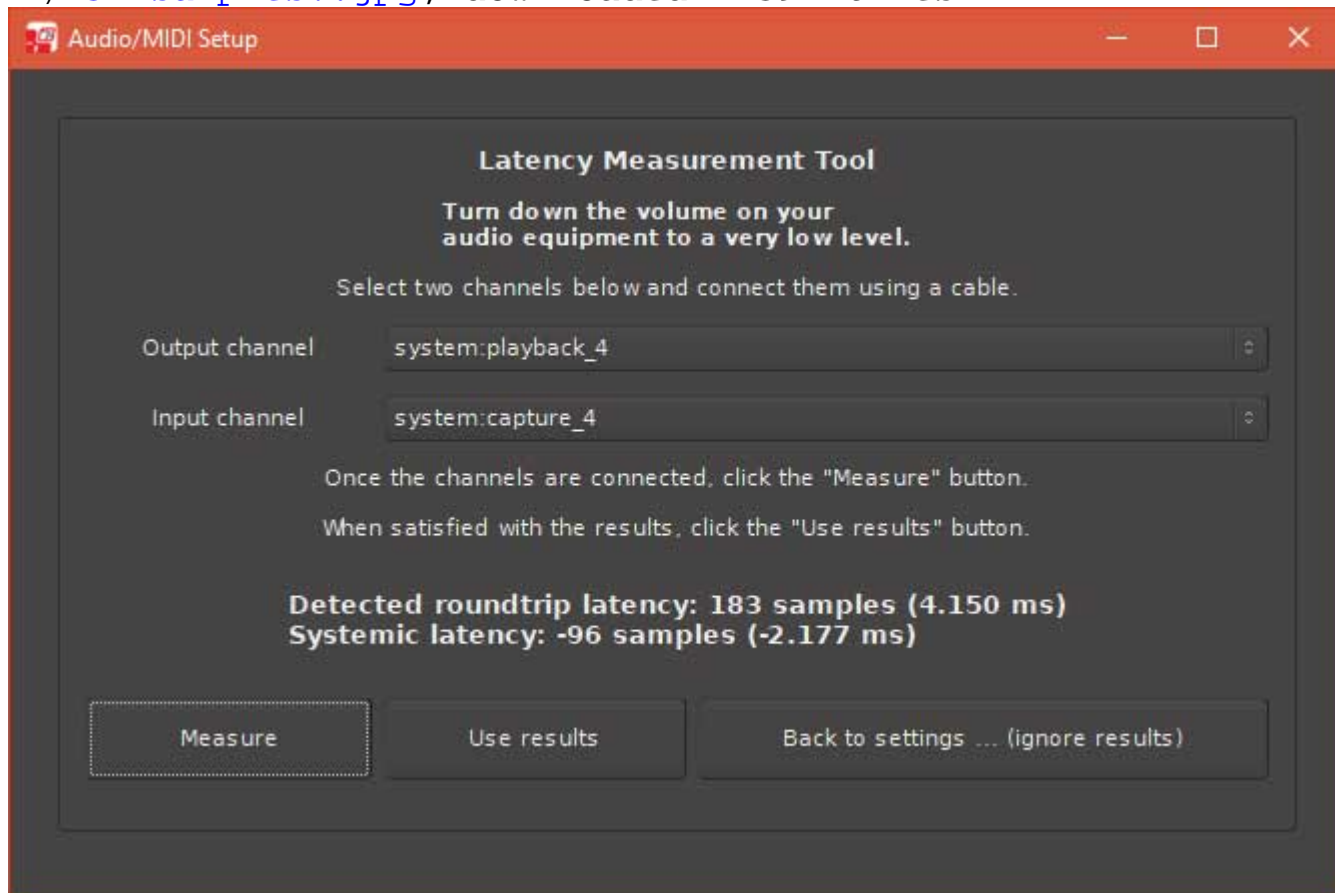 Audio/MIDI Setup
Latency Measurement Tool
Turn down the volume on your
audio equipment to a very low level.
Select two channels below and connect them using a cable.
Output channel
system:playback_4
Input channel
system:capture_4
Once the channels are connected, click the "Measure" button.
When satisfied with the results, click the "Use results" button.
Detected roundtrip latency: 183 samples (4.150 ms)
Systemic latency: -96 samples (-2.177 ms)
Measure
Use results
Back to settings ... (ignore results)